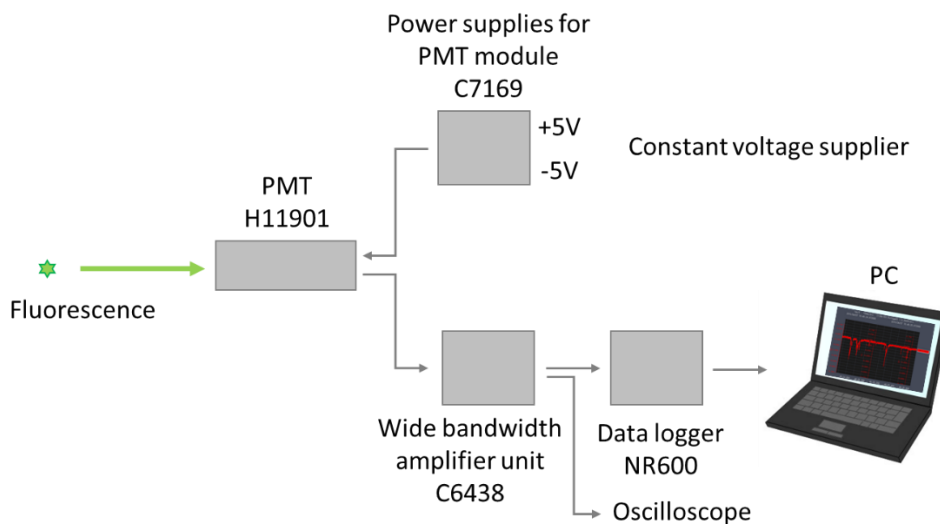 Power supplies for
PMT module
C7169
+5V
-5V
Constant voltage supplier
PMT
H11901
Fluorescence
PC
Wide bandwidth
amplifier unit
C6438
Data logger
NR600
Oscilloscope